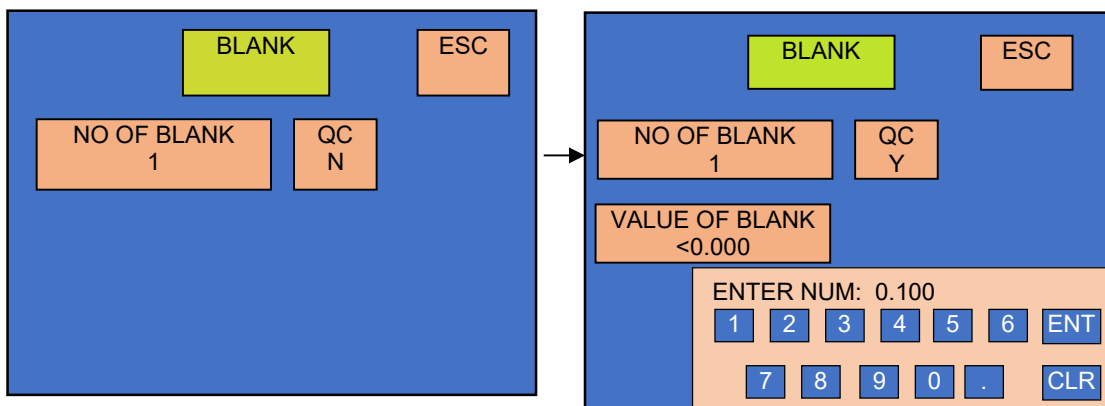 BLANK
ESC
NO OF BLANK
1
QC
N
BLANK
ESC
NO OF BLANK
1
QC
Y
VALUE OF BLANK
<0.000
ENTER NUM: 0.100
1 2 3 4 5 6 ENT
7 8 9 0 . CLR